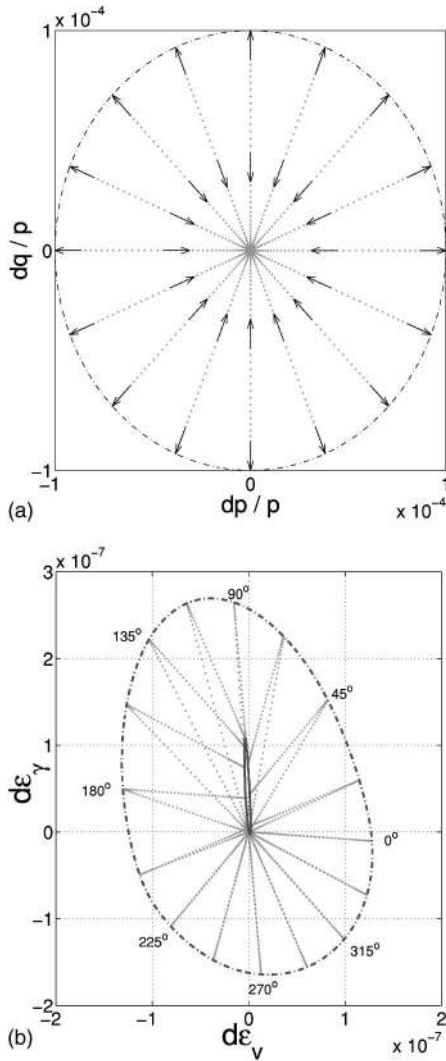 1 × 10⁻⁴
dq / p
0
-1
-1 0 1
(a) dp / p × 10⁻⁴
3 × 10⁻⁷
90°
135°
2
45°
1
dε_γ
180°
0
0°
-1
225° 315°
270°
-2
-2 -1 0 1 2
(b) dε_v × 10⁻⁷